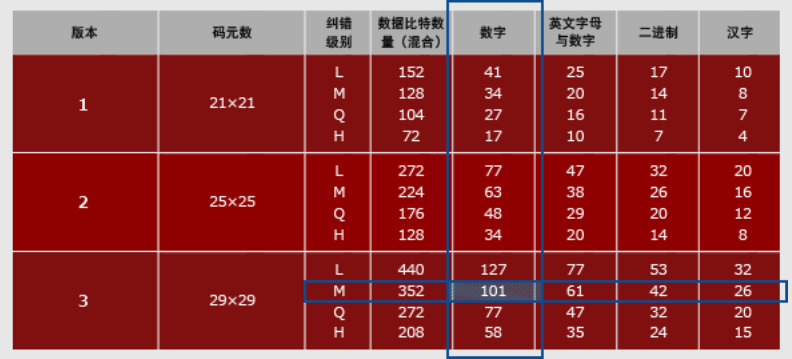 版本 码元数 纠错级别 数据比特数量（混合） 数字 英文字母与数字 二进制 汉字
1 21×21 L 152 41 25 17 10
M 128 34 20 14 8
Q 104 27 16 11 7
H 72 17 10 7 4
2 25×25 L 272 77 47 32 20
M 224 63 38 26 16
Q 176 48 29 20 12
H 128 34 20 14 8
3 29×29 L 440 127 77 53 32
M 352 101 61 42 26
Q 272 77 47 32 20
H 208 58 35 24 15